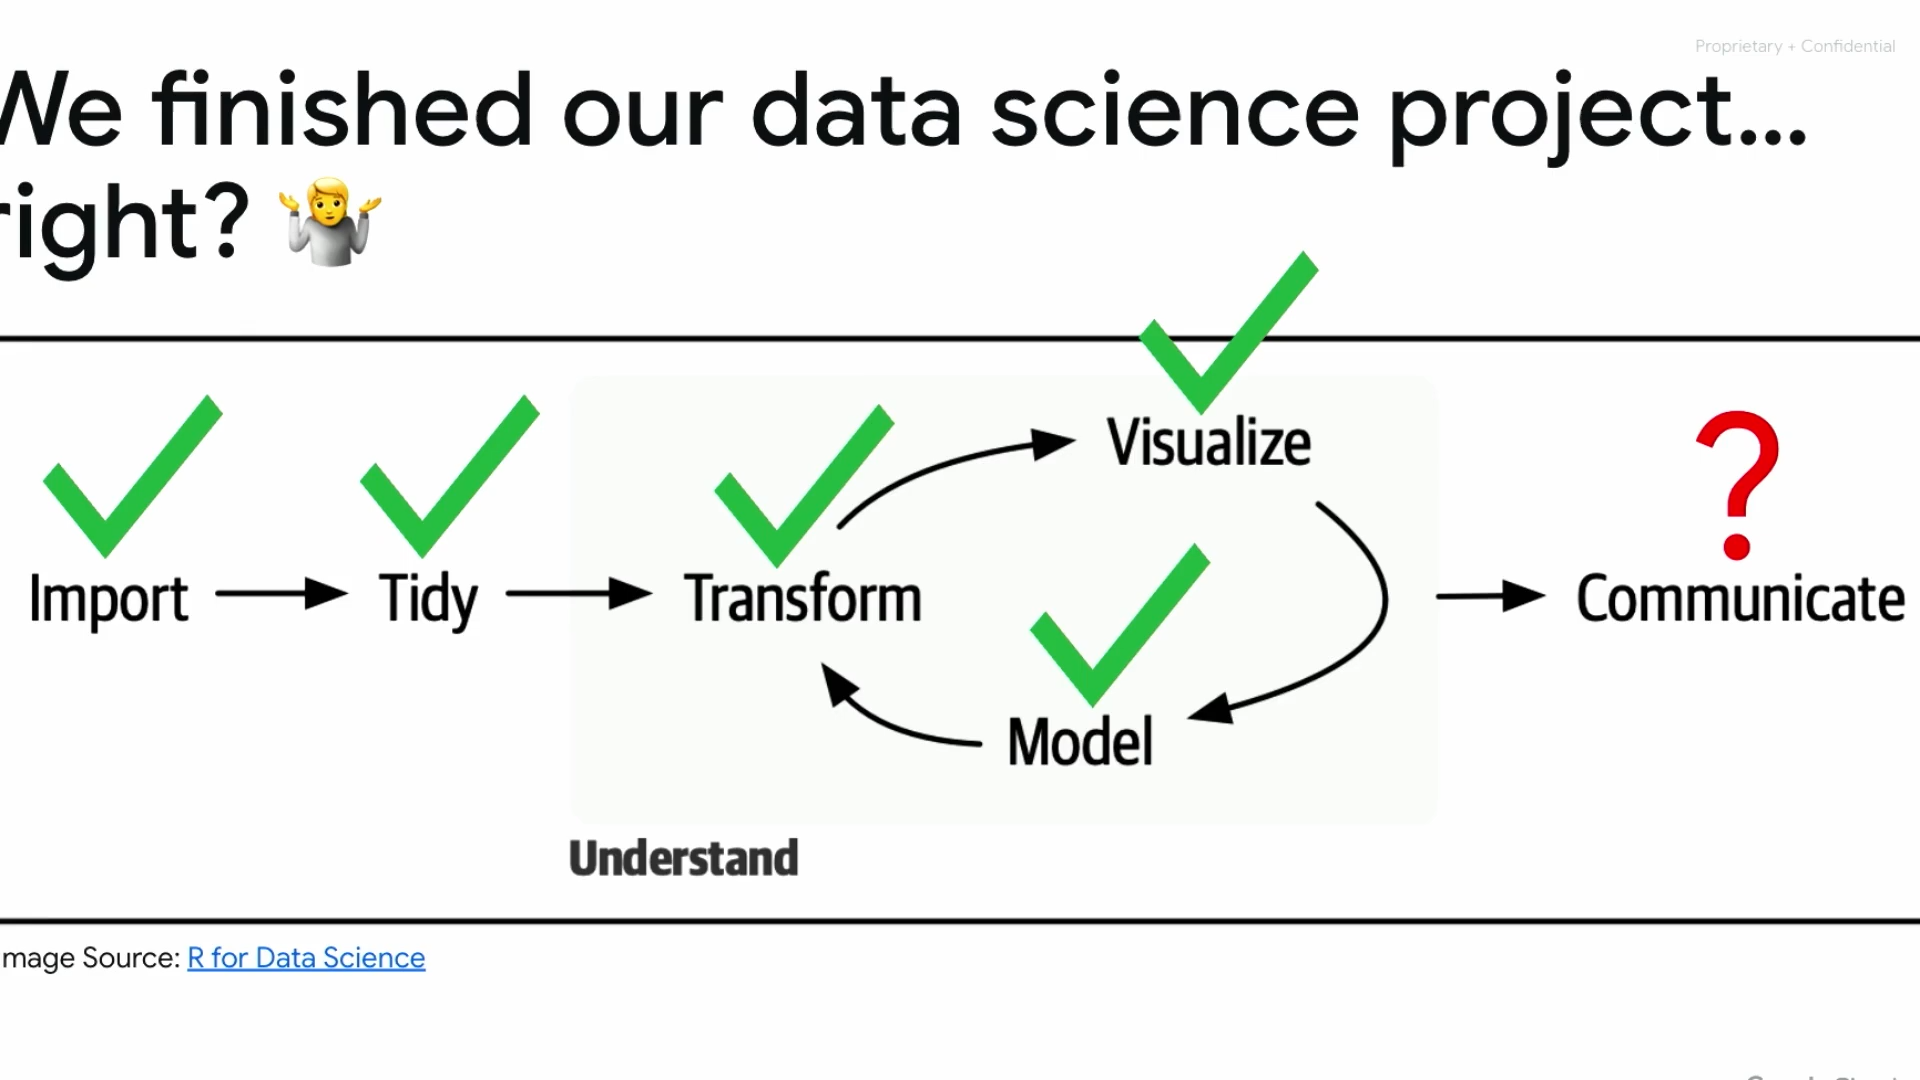 Proprietary + Confidential
We finished our data science project...
right? 🤷
Visualize
Import
Tidy
Transform
Communicate
Model
Understand
mage Source: R for Data Science